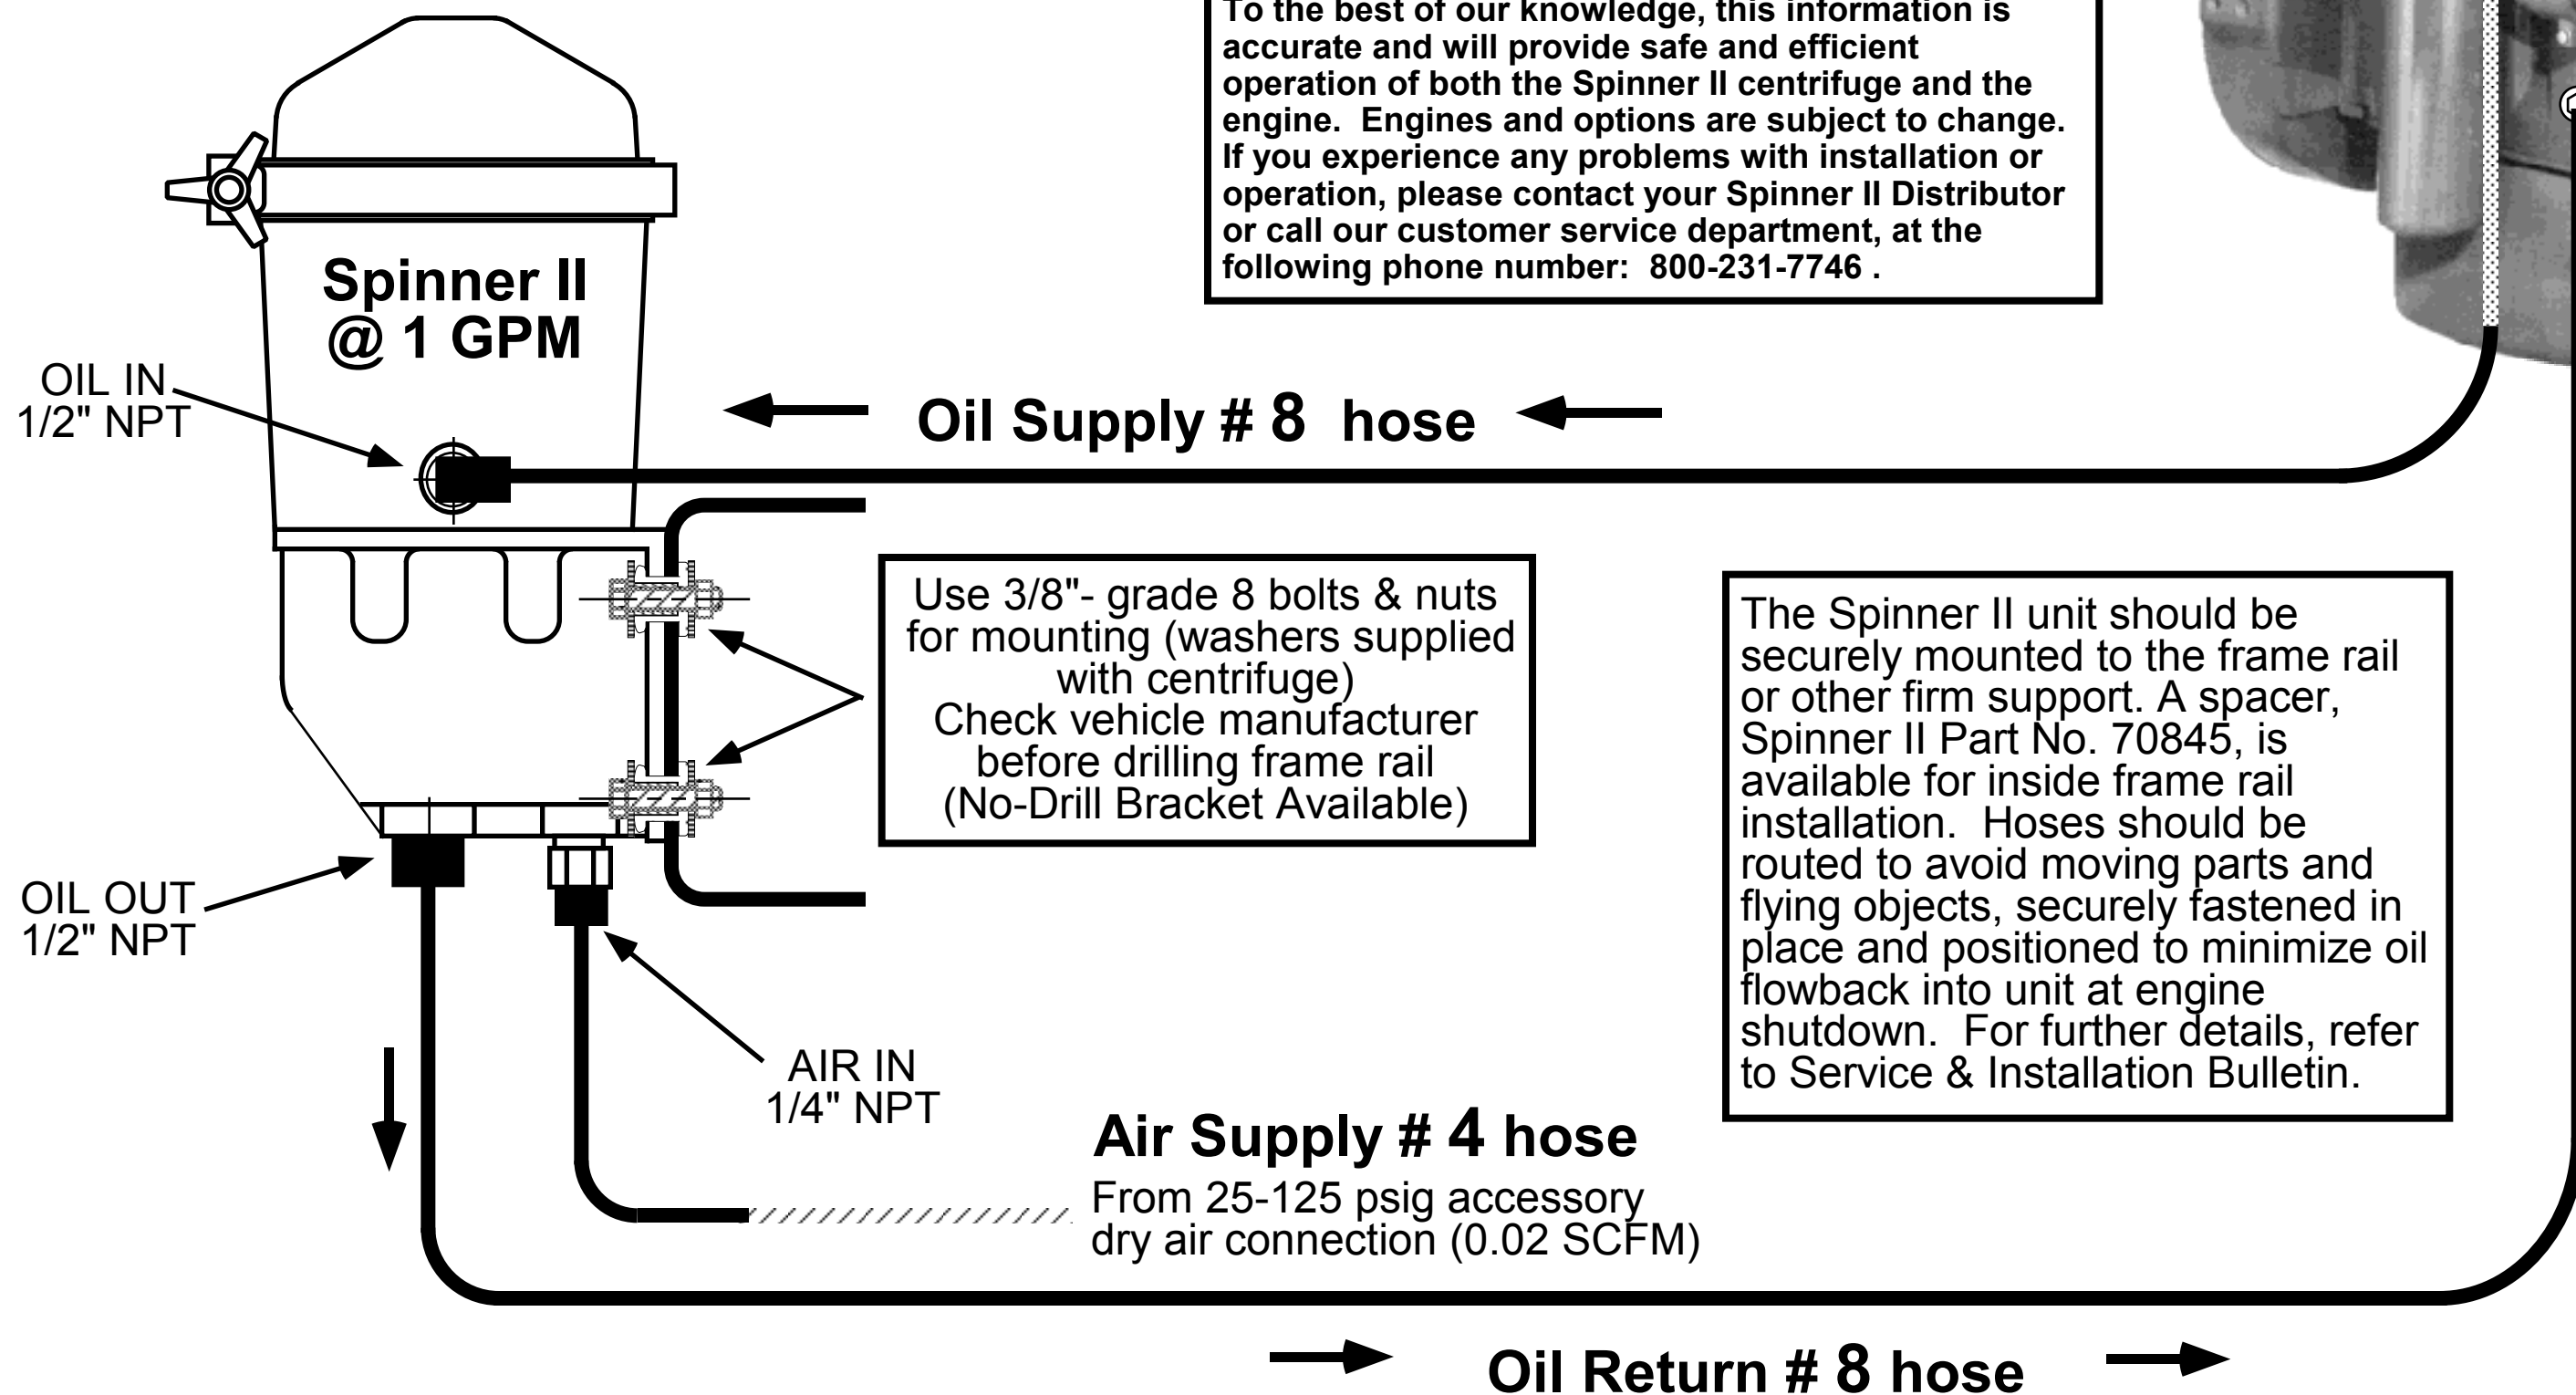 To the best of our knowledge, this information is
accurate and will provide safe and efficient
operation of both the Spinner II centrifuge and the
engine.  Engines and options are subject to change.
If you experience any problems with installation or
operation, please contact your Spinner II Distributor
or call our customer service department, at the
following phone number:  800-231-7746 .
Spinner II
@ 1 GPM
OIL IN
1/2" NPT
Oil Supply # 8  hose
Use 3/8"- grade 8 bolts & nuts
for mounting (washers supplied
with centrifuge)
Check vehicle manufacturer
before drilling frame rail
(No-Drill Bracket Available)
The Spinner II unit should be
securely mounted to the frame rail
or other firm support. A spacer,
Spinner II Part No. 70845, is
available for inside frame rail
installation.  Hoses should be
routed to avoid moving parts and
flying objects, securely fastened in
place and positioned to minimize oil
flowback into unit at engine
shutdown.  For further details, refer
to Service & Installation Bulletin.
OIL OUT
1/2" NPT
AIR IN
1/4" NPT
Air Supply # 4 hose
From 25-125 psig accessory
dry air connection (0.02 SCFM)
Oil Return # 8 hose